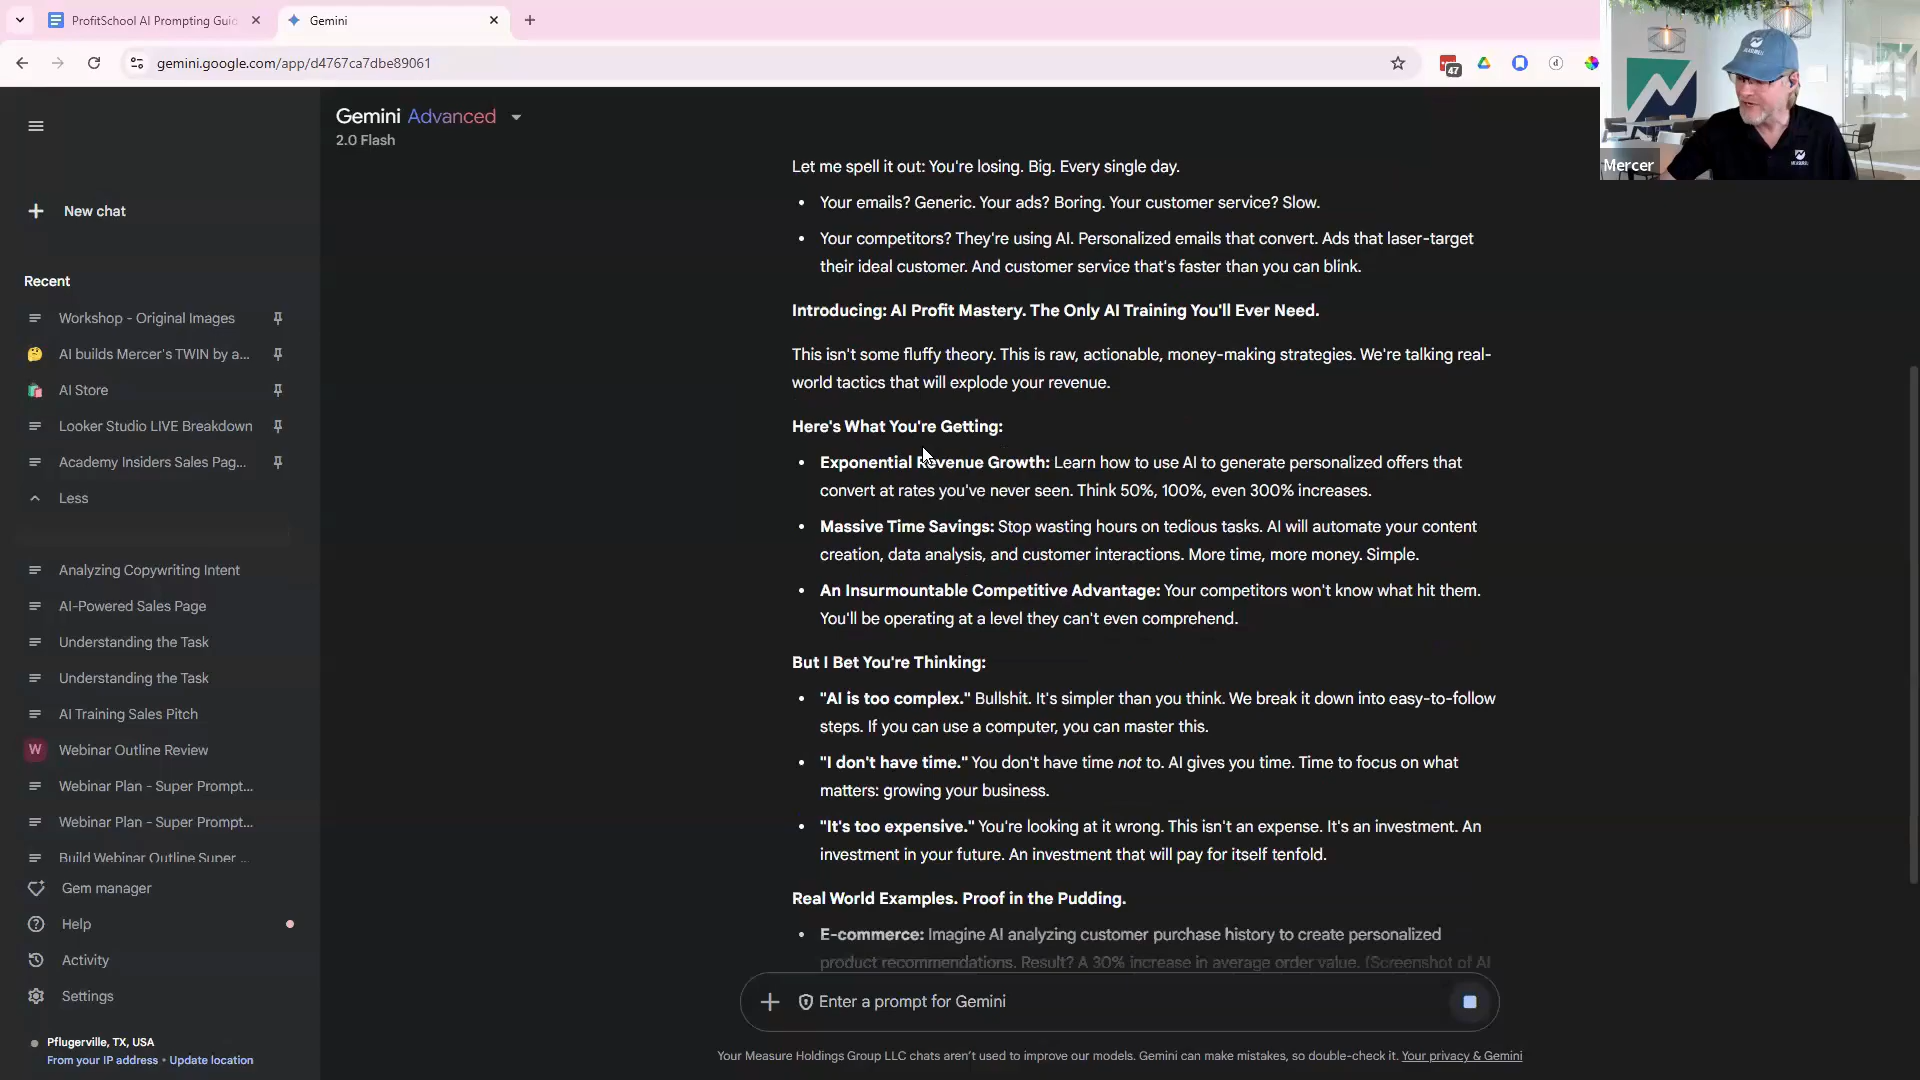 ProfitSchool AI Prompting Guid
Gemini
gemini.google.com/app/d4767ca7dbe89061
47
Mercer
Gemini Advanced
2.0 Flash
New chat
Recent
Workshop - Original Images
AI builds Mercer's TWIN by a...
AI Store
Looker Studio LIVE Breakdown
Academy Insiders Sales Pag...
Less
Analyzing Copywriting Intent
AI-Powered Sales Page
Understanding the Task
Understanding the Task
AI Training Sales Pitch
W Webinar Outline Review
Webinar Plan - Super Prompt...
Webinar Plan - Super Prompt...
Build Webinar Outline Super ...
Gem manager
Help
Activity
Settings
Pflugerville, TX, USA
From your IP address • Update location
Let me spell it out: You're losing. Big. Every single day.
• Your emails? Generic. Your ads? Boring. Your customer service? Slow.
• Your competitors? They're using AI. Personalized emails that convert. Ads that laser-target
their ideal customer. And customer service that's faster than you can blink.
Introducing: AI Profit Mastery. The Only AI Training You'll Ever Need.
This isn't some fluffy theory. This is raw, actionable, money-making strategies. We're talking real-
world tactics that will explode your revenue.
Here's What You're Getting:
• Exponential Revenue Growth: Learn how to use AI to generate personalized offers that
convert at rates you've never seen. Think 50%, 100%, even 300% increases.
• Massive Time Savings: Stop wasting hours on tedious tasks. AI will automate your content
creation, data analysis, and customer interactions. More time, more money. Simple.
• An Insurmountable Competitive Advantage: Your competitors won't know what hit them.
You'll be operating at a level they can't even comprehend.
But I Bet You're Thinking:
• "AI is too complex." Bullshit. It's simpler than you think. We break it down into easy-to-follow
steps. If you can use a computer, you can master this.
• "I don't have time." You don't have time not to. AI gives you time. Time to focus on what
matters: growing your business.
• "It's too expensive." You're looking at it wrong. This isn't an expense. It's an investment. An
investment in your future. An investment that will pay for itself tenfold.
Real World Examples. Proof in the Pudding.
• E-commerce: Imagine AI analyzing customer purchase history to create personalized
product recommendations. Result? A 30% increase in average order value. (Screenshot of AI
Enter a prompt for Gemini
Your Measure Holdings Group LLC chats aren't used to improve our models. Gemini can make mistakes, so double-check it. Your privacy & Gemini